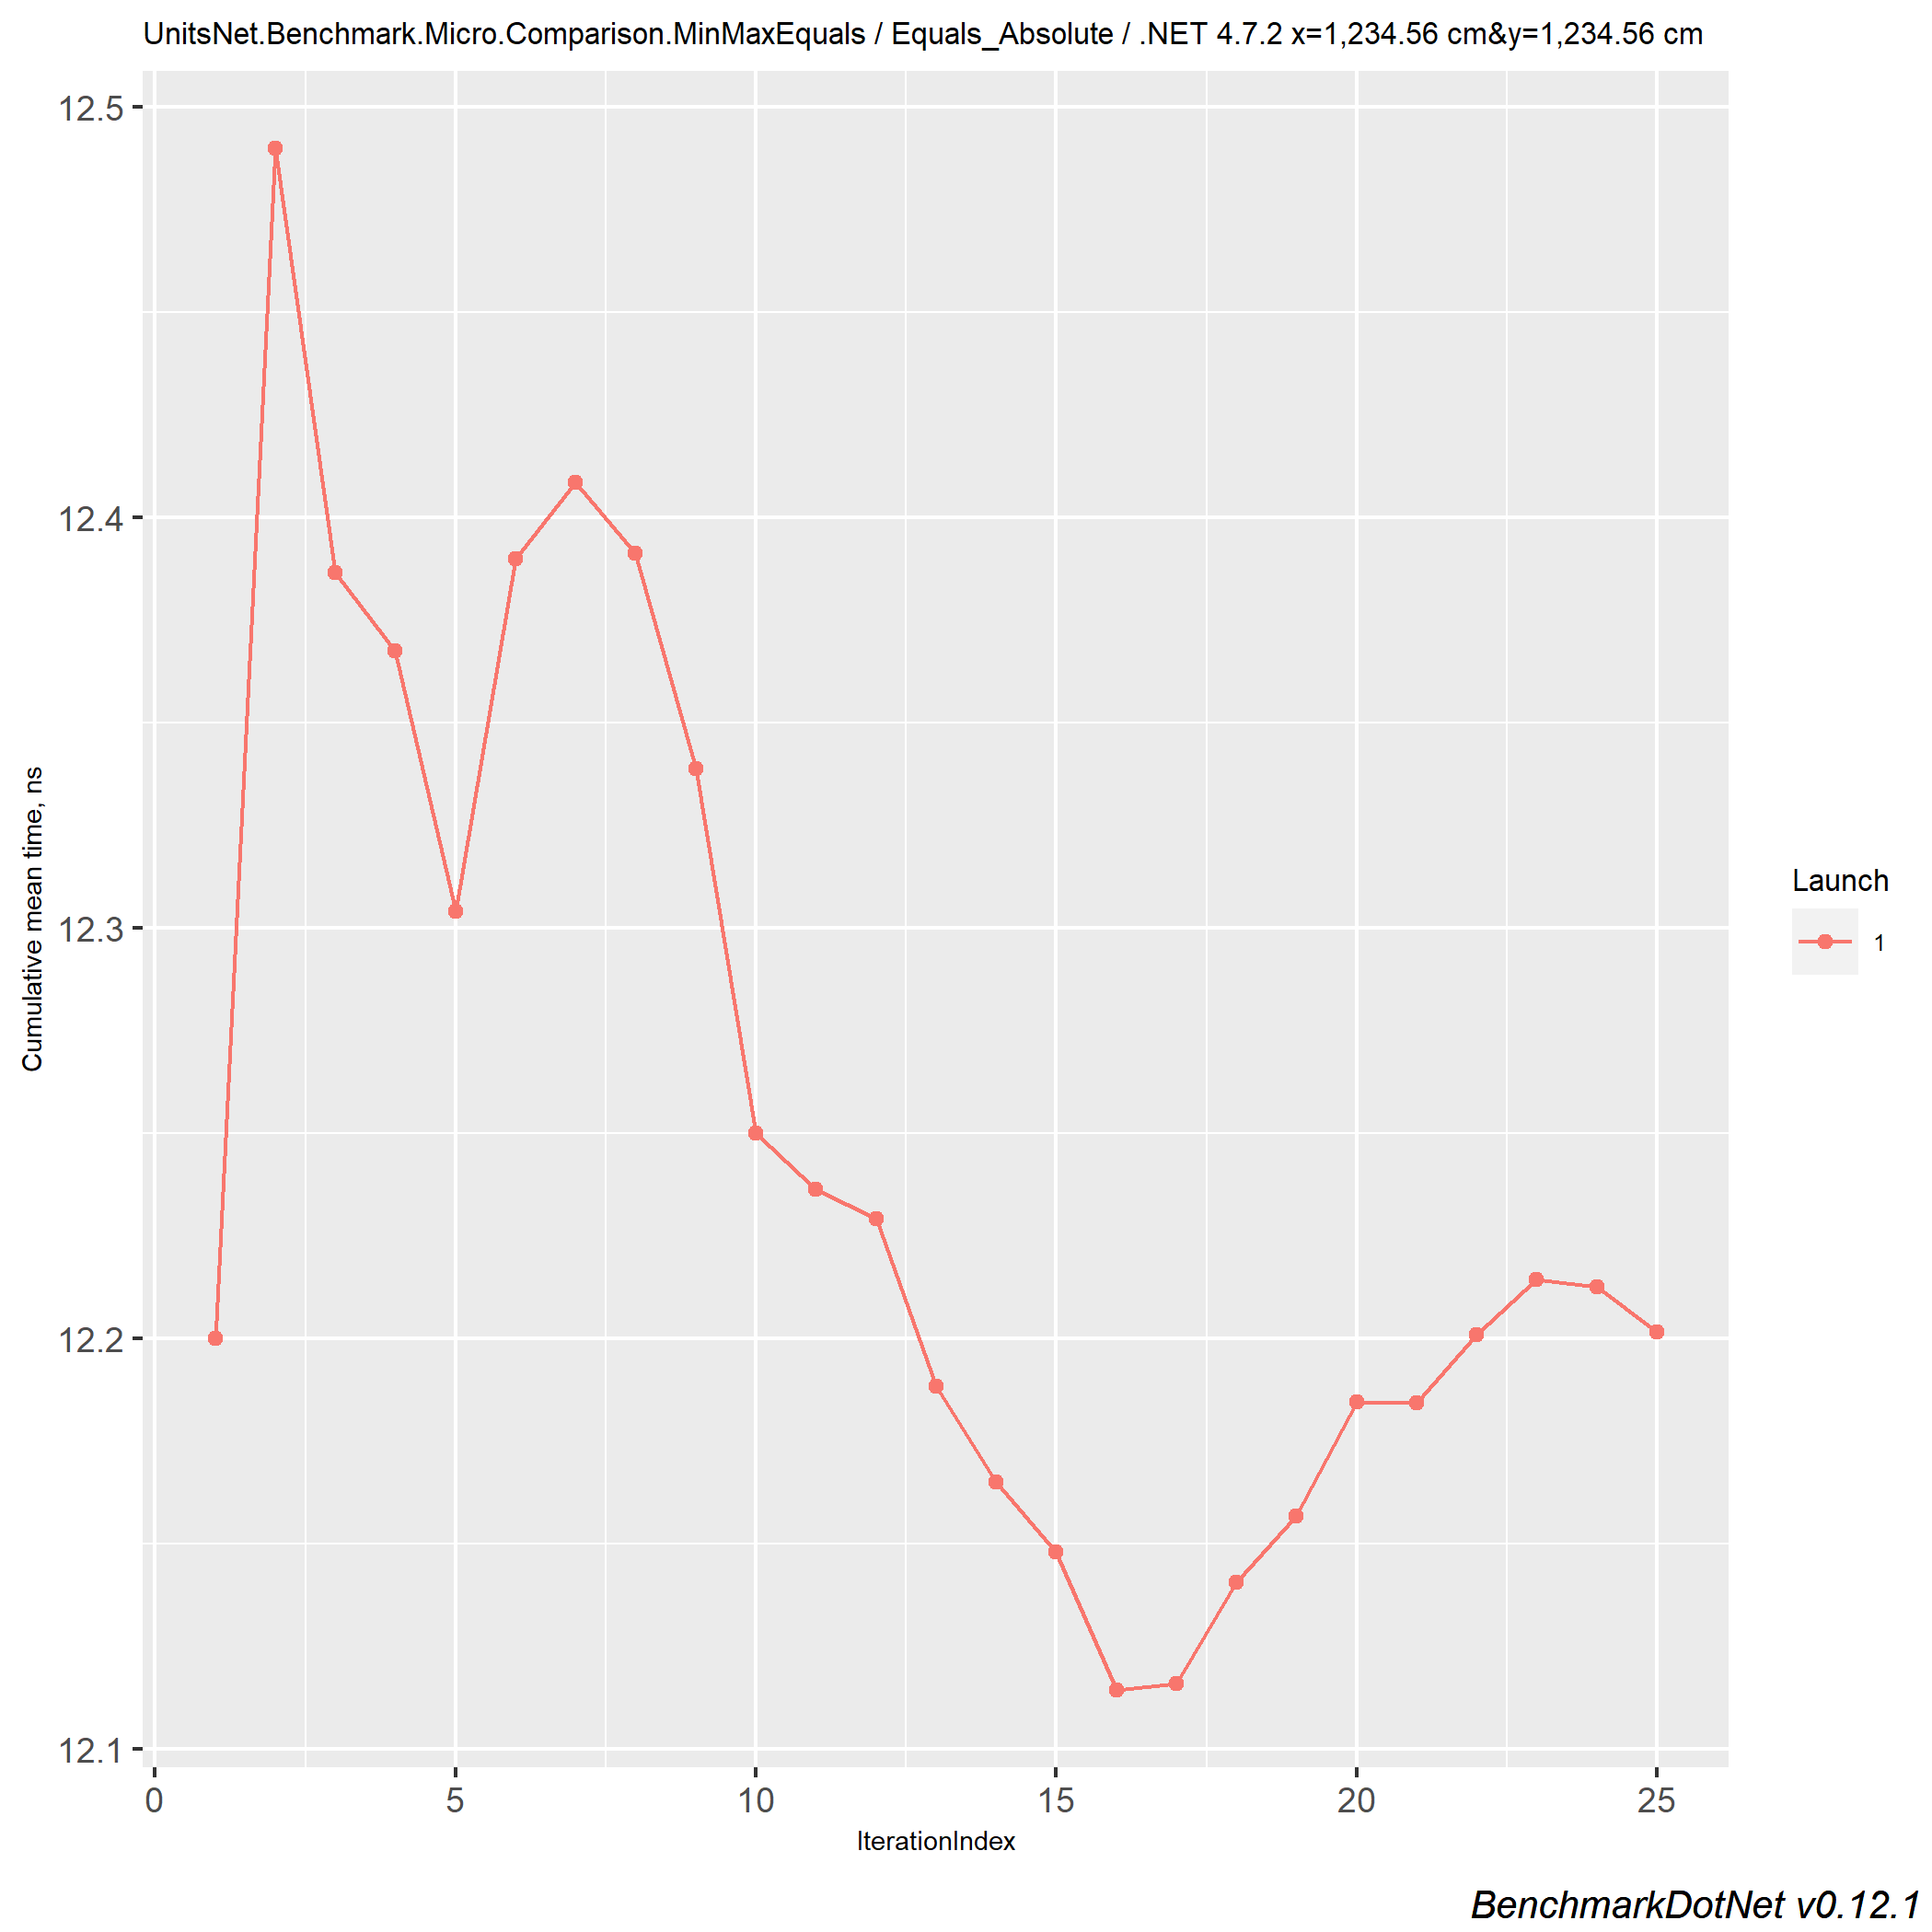 UnitsNet.Benchmark.Micro.Comparison.MinMaxEquals / Equals_Absolute / .NET 4.7.2 x=1,234.56 cm&y=1,234.56 cm
12.5
12.4
12.3
12.2
12.1
Cumulative mean time, ns
0 5 10 15 20 25
IterationIndex
Launch
1
BenchmarkDotNet v0.12.1